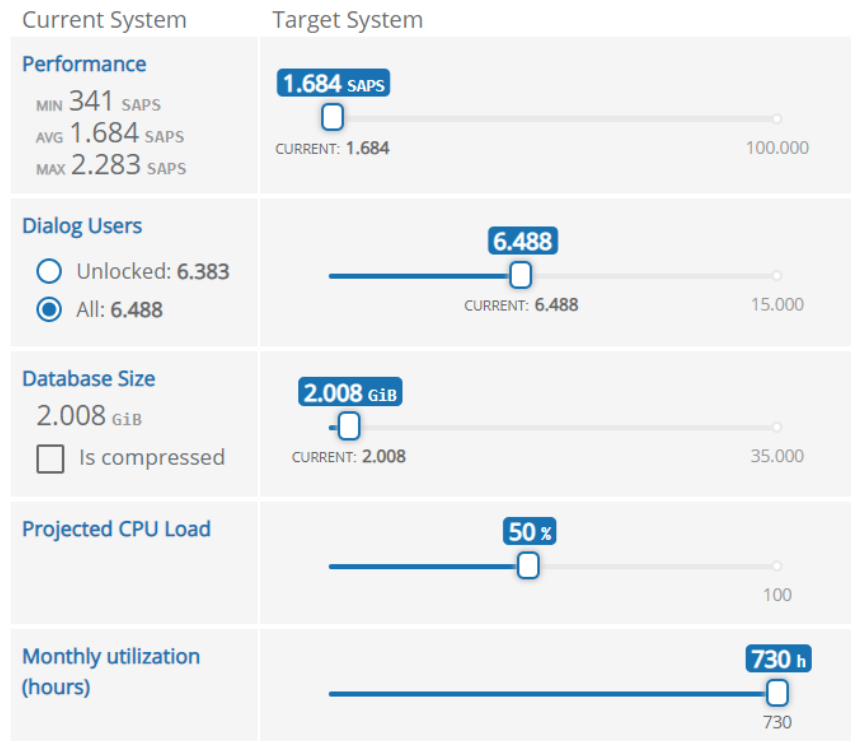 Current System
Target System
Performance
MIN 341 SAPS
AVG 1.684 SAPS
MAX 2.283 SAPS
1.684 SAPS
CURRENT: 1.684
100.000
Dialog Users
Unlocked: 6.383
All: 6.488
6.488
CURRENT: 6.488
15.000
Database Size
2.008 GiB
Is compressed
2.008 GiB
CURRENT: 2.008
35.000
Projected CPU Load
50 %
100
Monthly utilization
(hours)
730 h
730